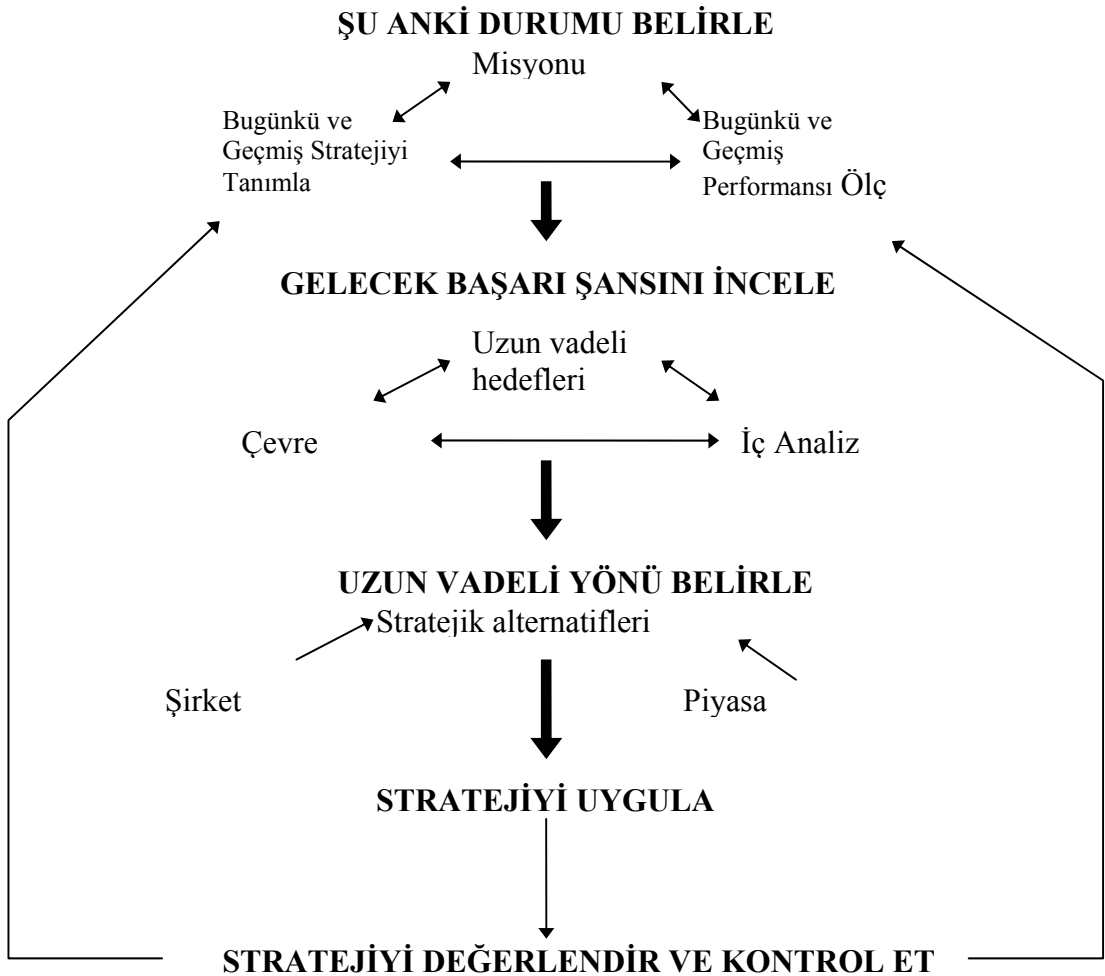 ŞU ANKİ DURUMU BELİRLE
Misyonu
Bugünkü ve
Geçmiş Stratejiyi
Tanımla
Bugünkü ve
Geçmiş
Performansı Ölç
GELECEK BAŞARI ŞANSINI İNCELE
Uzun vadeli
hedefleri
Çevre
İç Analiz
UZUN VADELİ YÖNÜ BELİRLE
Stratejik alternatifleri
Şirket
Piyasa
STRATEJİYİ UYGULA
STRATEJİYİ DEĞERLENDİR VE KONTROL ET